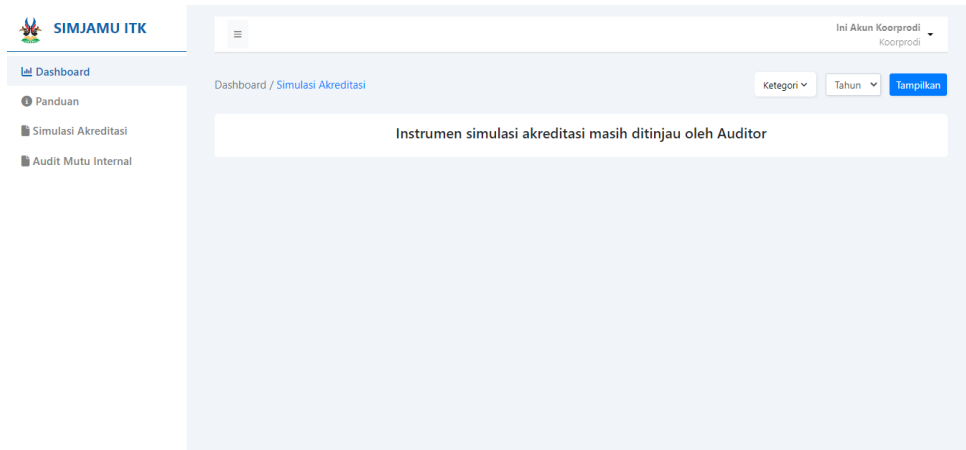 SIMJAMU ITK
Dashboard
Panduan
Simulasi Akreditasi
Audit Mutu Internal
Ini Akun Koorprodi
Koorprodi
Dashboard / Simulasi Akreditasi
Ketegori
Tahun
Tampilkan
Instrumen simulasi akreditasi masih ditinjau oleh Auditor